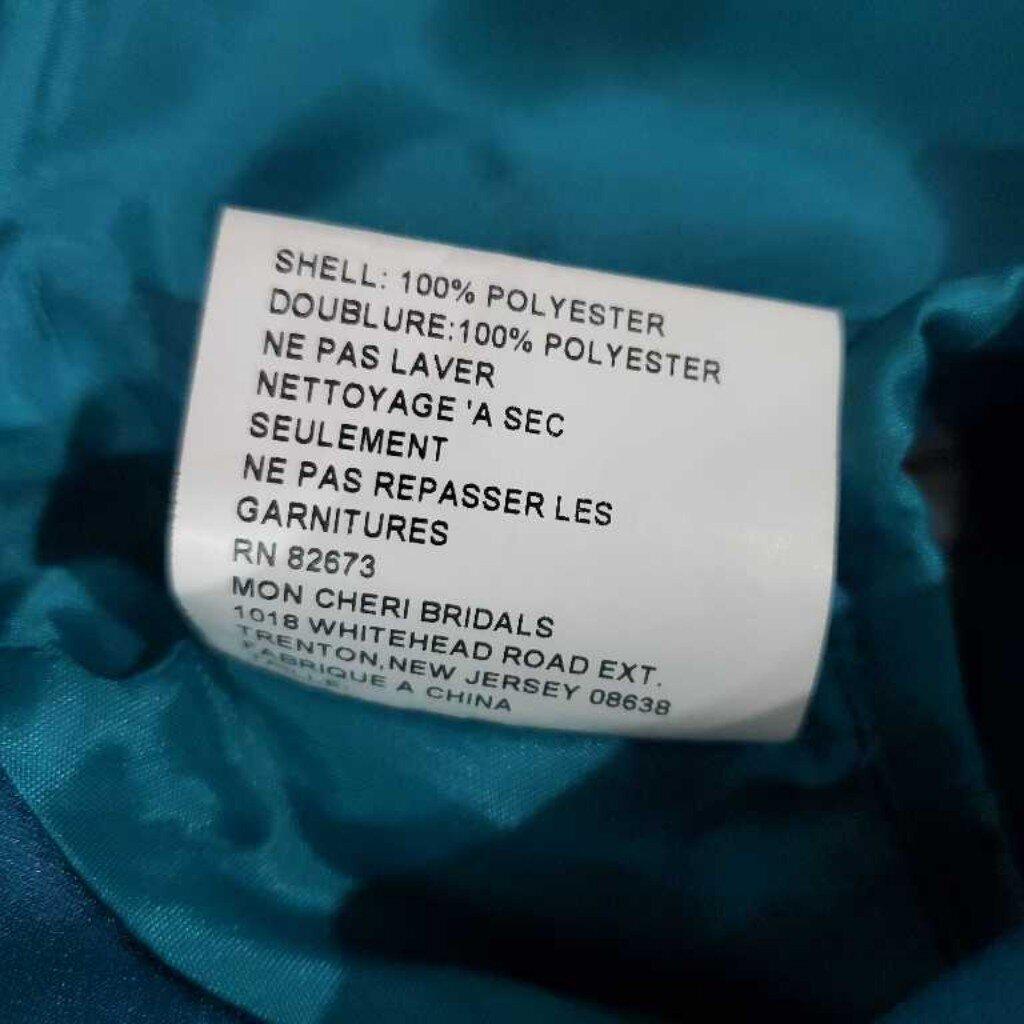 SHELL: 100% POLYESTER
DOUBLURE:100% POLYESTER
NE PAS LAVER
NETTOYAGE 'A SEC
SEULEMENT
NE PAS REPASSER LES
GARNITURES
RN 82673
MON CHERI BRIDALS
1018 WHITEHEAD ROAD EXT.
TRENTON,NEW JERSEY 08638
FABRIQUE A CHINA